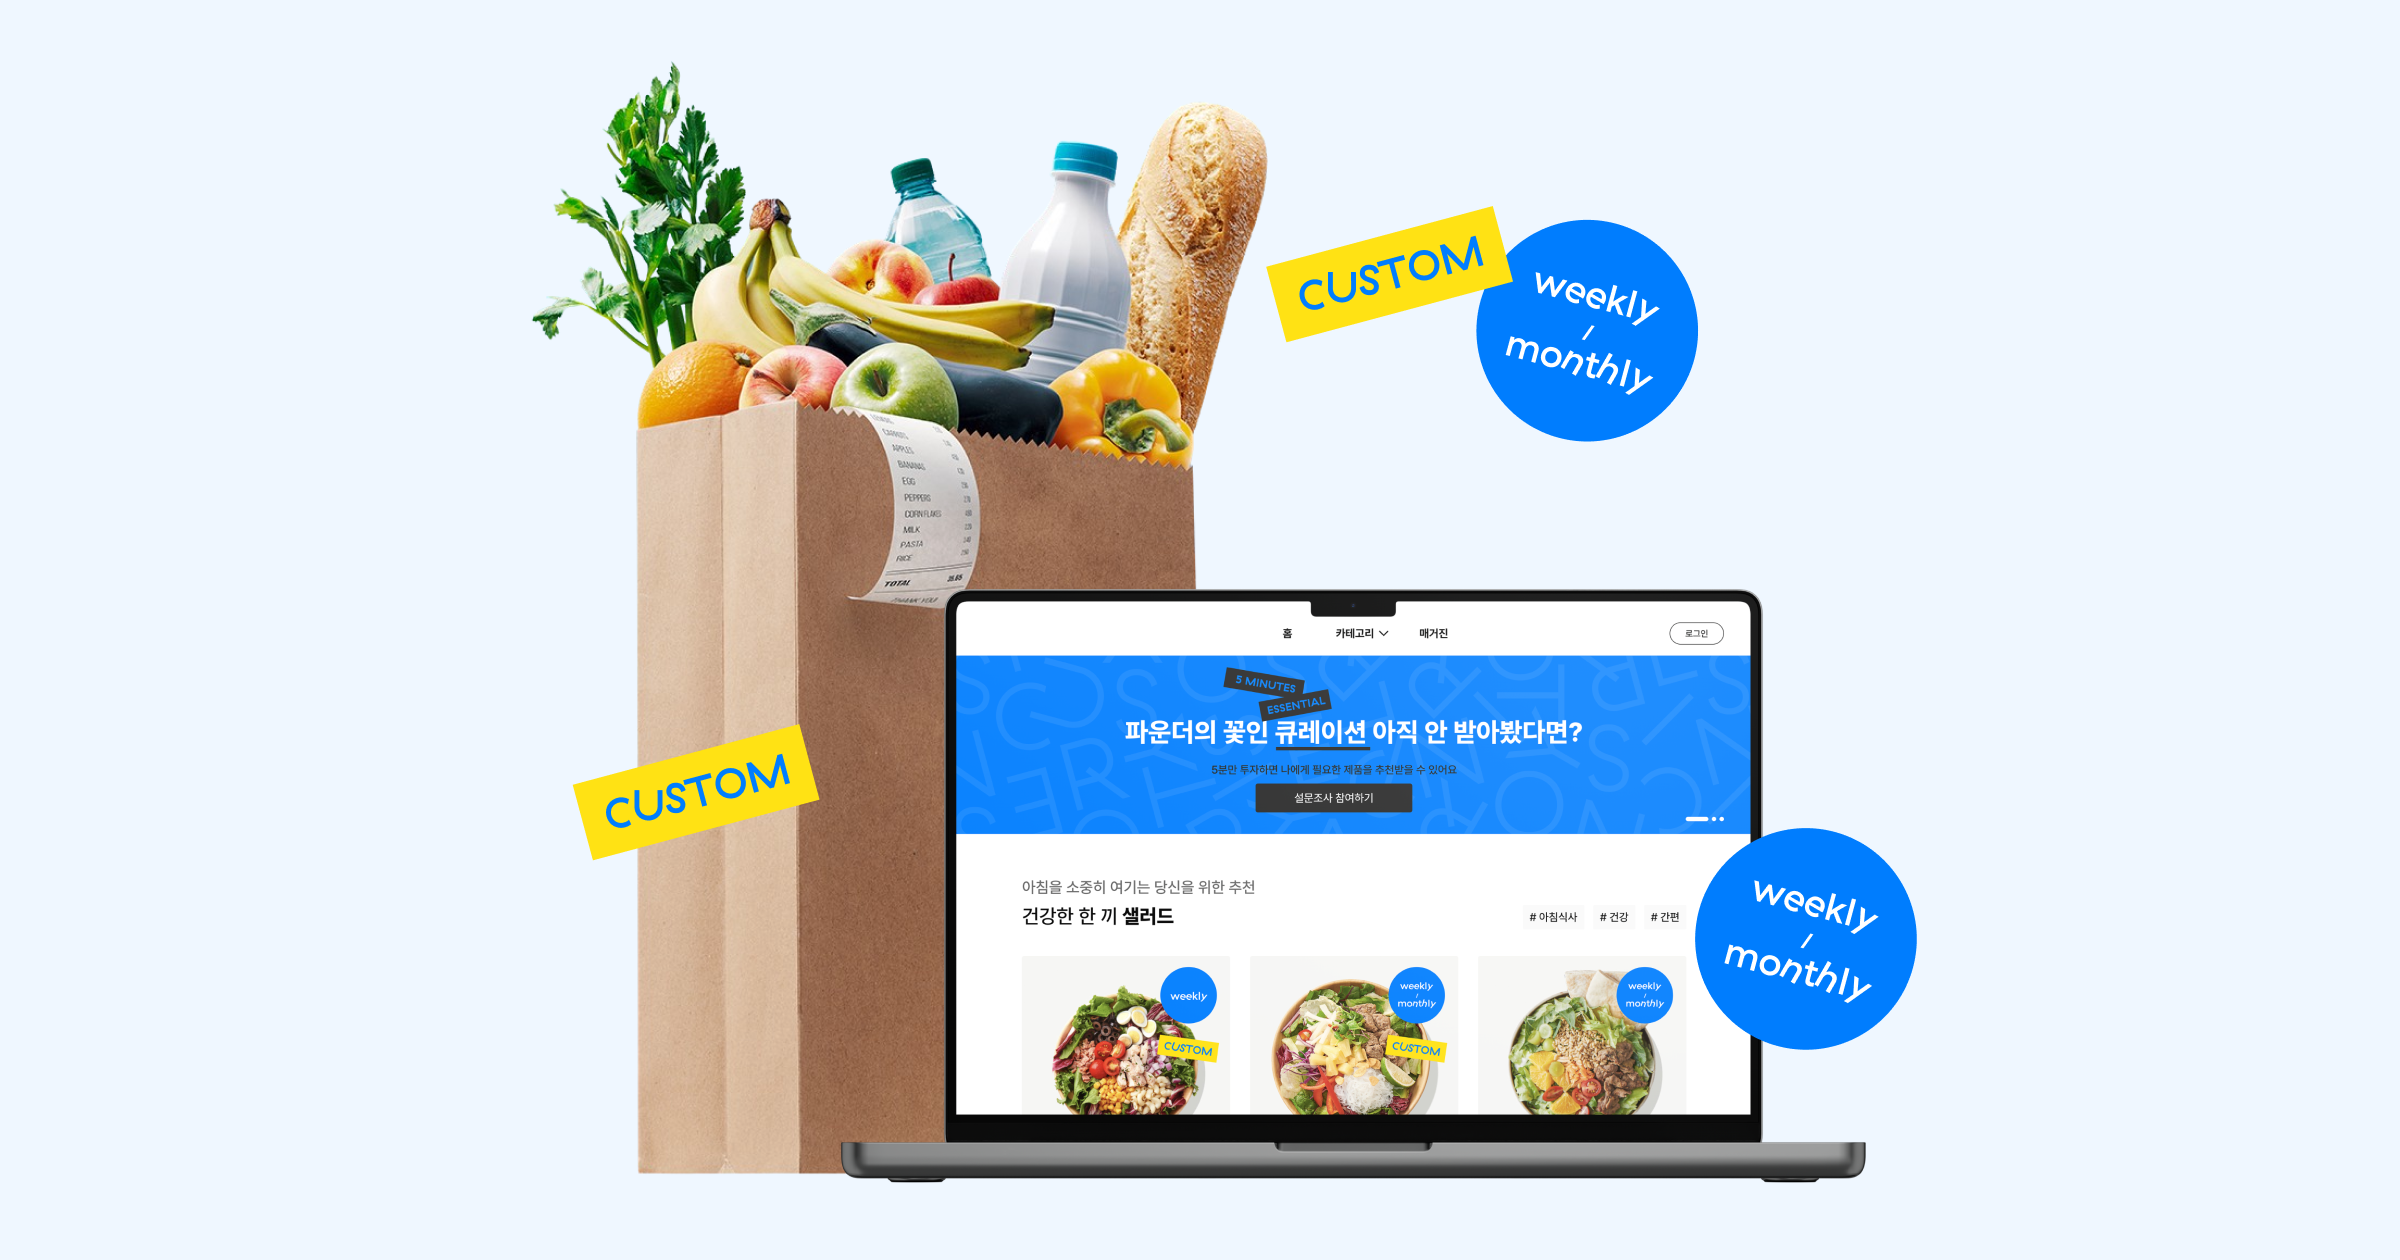 CUSTOM
weekly
/
monthly
CARROTS
APPLES
BANANAS
EGG
PEPPERS
CORN FLAKES
MILK
PASTA
RICE
TOTAL
THANK YOU!
홈 카테고리 매거진 로그인
5 MINUTES
ESSENTIAL
파운더의 꽃인 큐레이션 아직 안 받아봤다면?
5분만 투자하면 나에게 필요한 제품을 추천받을 수 있어요
설문조사 참여하기
CUSTOM
아침을 소중히 여기는 당신을 위한 추천
건강한 한 끼 샐러드
# 아침식사 # 건강 # 간편
weekly
/
monthly
weekly
CUSTOM
weekly
/
monthly
CUSTOM
weekly
/
monthly